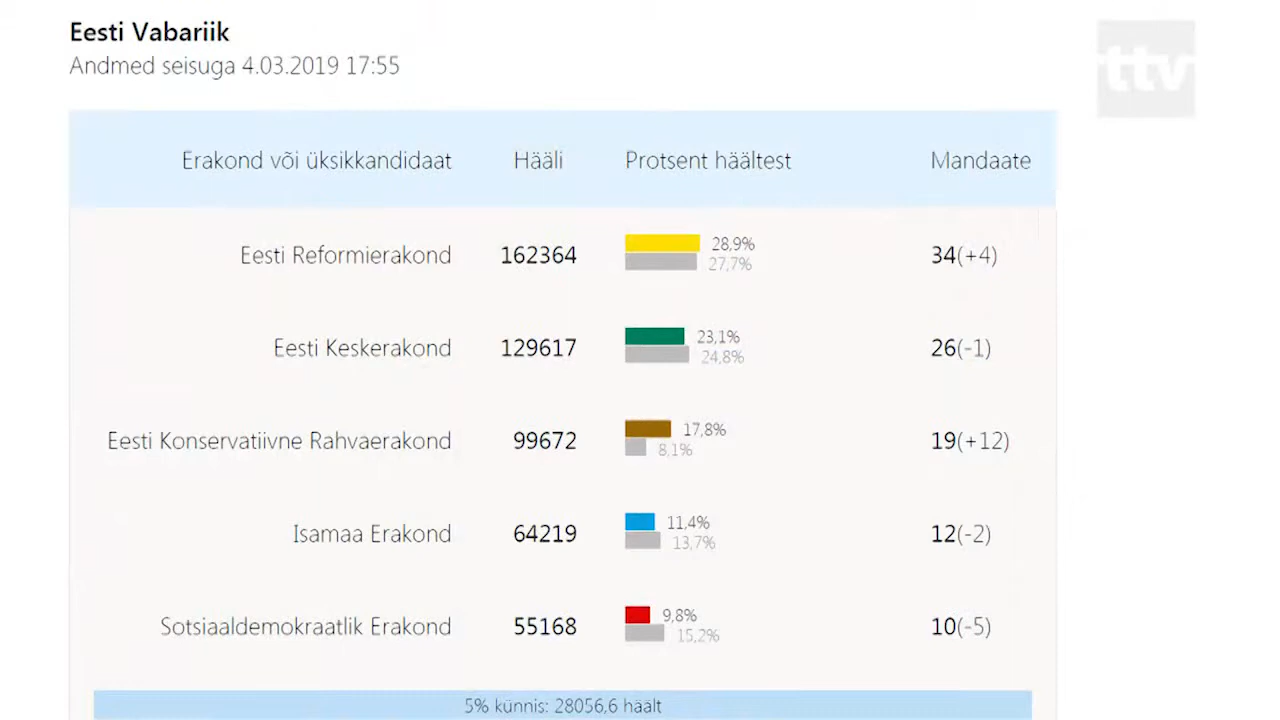 Eesti Vabariik
Andmed seisuga 4.03.2019 17:55
ttv
Erakond või üksikkandidaat Hääli Protsent häältest Mandaate
Eesti Reformierakond 162364 28,9% 34(+4)
27,7%
Eesti Keskerakond 129617 23,1% 26(-1)
24,8%
Eesti Konservatiivne Rahvaerakond 99672 17,8% 19(+12)
8,1%
Isamaa Erakond 64219 11,4% 12(-2)
13,7%
Sotsiaaldemokraatlik Erakond 55168 9,8% 10(-5)
15,2%
5% künnis: 28056,6 häält